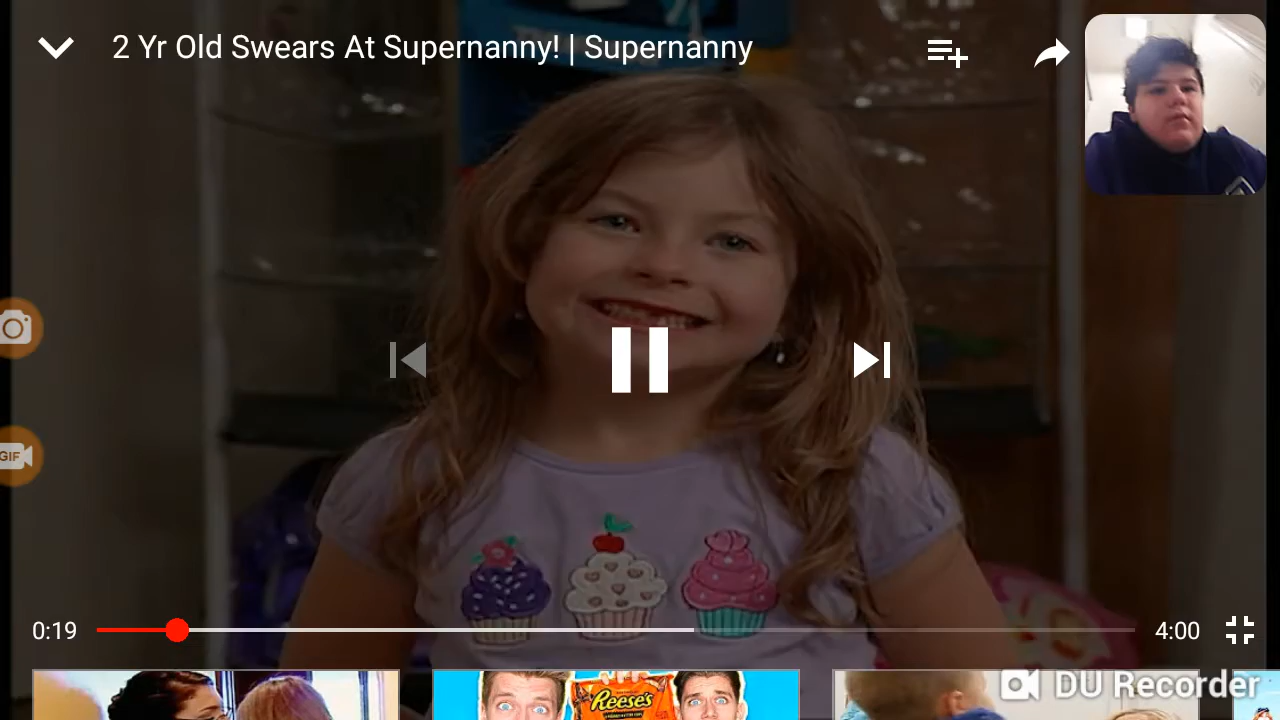 2 Yr Old Swears At Supernanny! | Supernanny
GIF
0:19
4:00
Reese's
DU Recorder